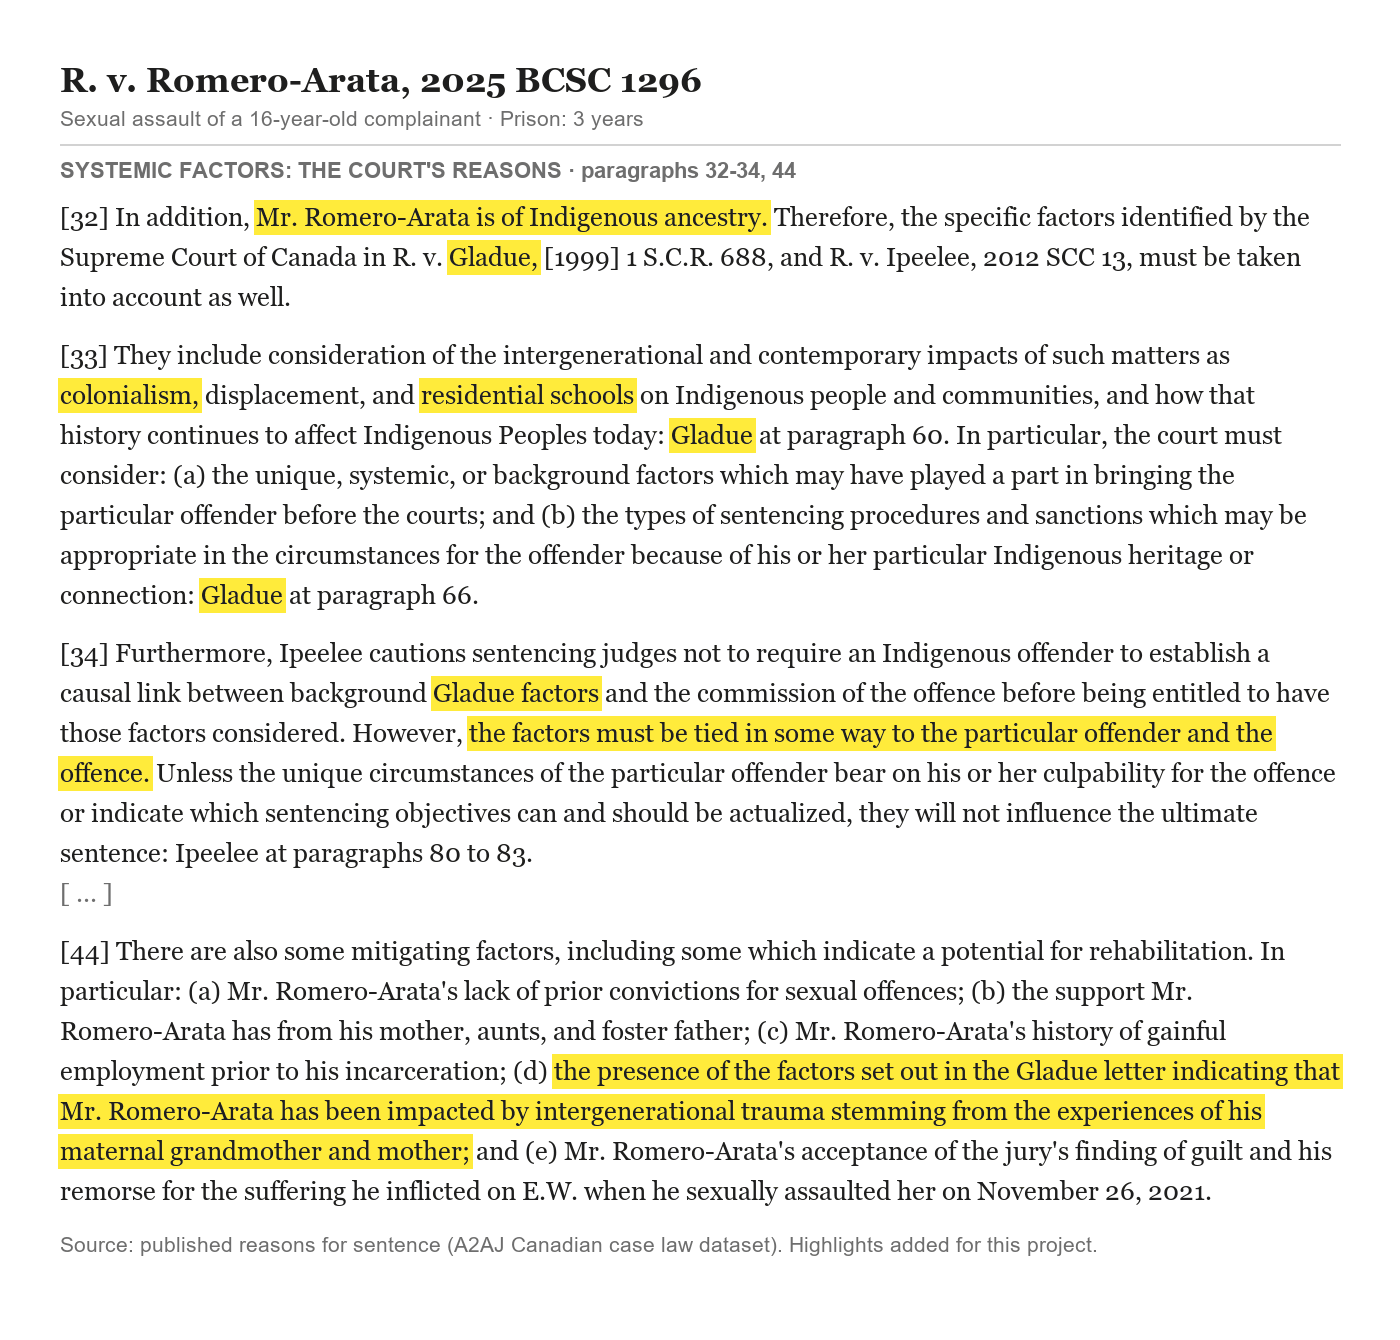 R. v. Romero-Arata, 2025 BCSC 1296
Sexual assault of a 16-year-old complainant · Prison: 3 years
SYSTEMIC FACTORS: THE COURT'S REASONS · paragraphs 32-34, 44
[32] In addition, Mr. Romero-Arata is of Indigenous ancestry. Therefore, the specific factors identified by the
Supreme Court of Canada in R. v. Gladue, [1999] 1 S.C.R. 688, and R. v. Ipeelee, 2012 SCC 13, must be taken
into account as well.
[33] They include consideration of the intergenerational and contemporary impacts of such matters as
colonialism, displacement, and residential schools on Indigenous people and communities, and how that
history continues to affect Indigenous Peoples today: Gladue at paragraph 60. In particular, the court must
consider: (a) the unique, systemic, or background factors which may have played a part in bringing the
particular offender before the courts; and (b) the types of sentencing procedures and sanctions which may be
appropriate in the circumstances for the offender because of his or her particular Indigenous heritage or
connection: Gladue at paragraph 66.
[34] Furthermore, Ipeelee cautions sentencing judges not to require an Indigenous offender to establish a
causal link between background Gladue factors and the commission of the offence before being entitled to have
those factors considered. However, the factors must be tied in some way to the particular offender and the
offence. Unless the unique circumstances of the particular offender bear on his or her culpability for the offence
or indicate which sentencing objectives can and should be actualized, they will not influence the ultimate
sentence: Ipeelee at paragraphs 80 to 83.
[ ... ]
[44] There are also some mitigating factors, including some which indicate a potential for rehabilitation. In
particular: (a) Mr. Romero-Arata's lack of prior convictions for sexual offences; (b) the support Mr.
Romero-Arata has from his mother, aunts, and foster father; (c) Mr. Romero-Arata's history of gainful
employment prior to his incarceration; (d) the presence of the factors set out in the Gladue letter indicating that
Mr. Romero-Arata has been impacted by intergenerational trauma stemming from the experiences of his
maternal grandmother and mother; and (e) Mr. Romero-Arata's acceptance of the jury's finding of guilt and his
remorse for the suffering he inflicted on E.W. when he sexually assaulted her on November 26, 2021.
Source: published reasons for sentence (A2AJ Canadian case law dataset). Highlights added for this project.